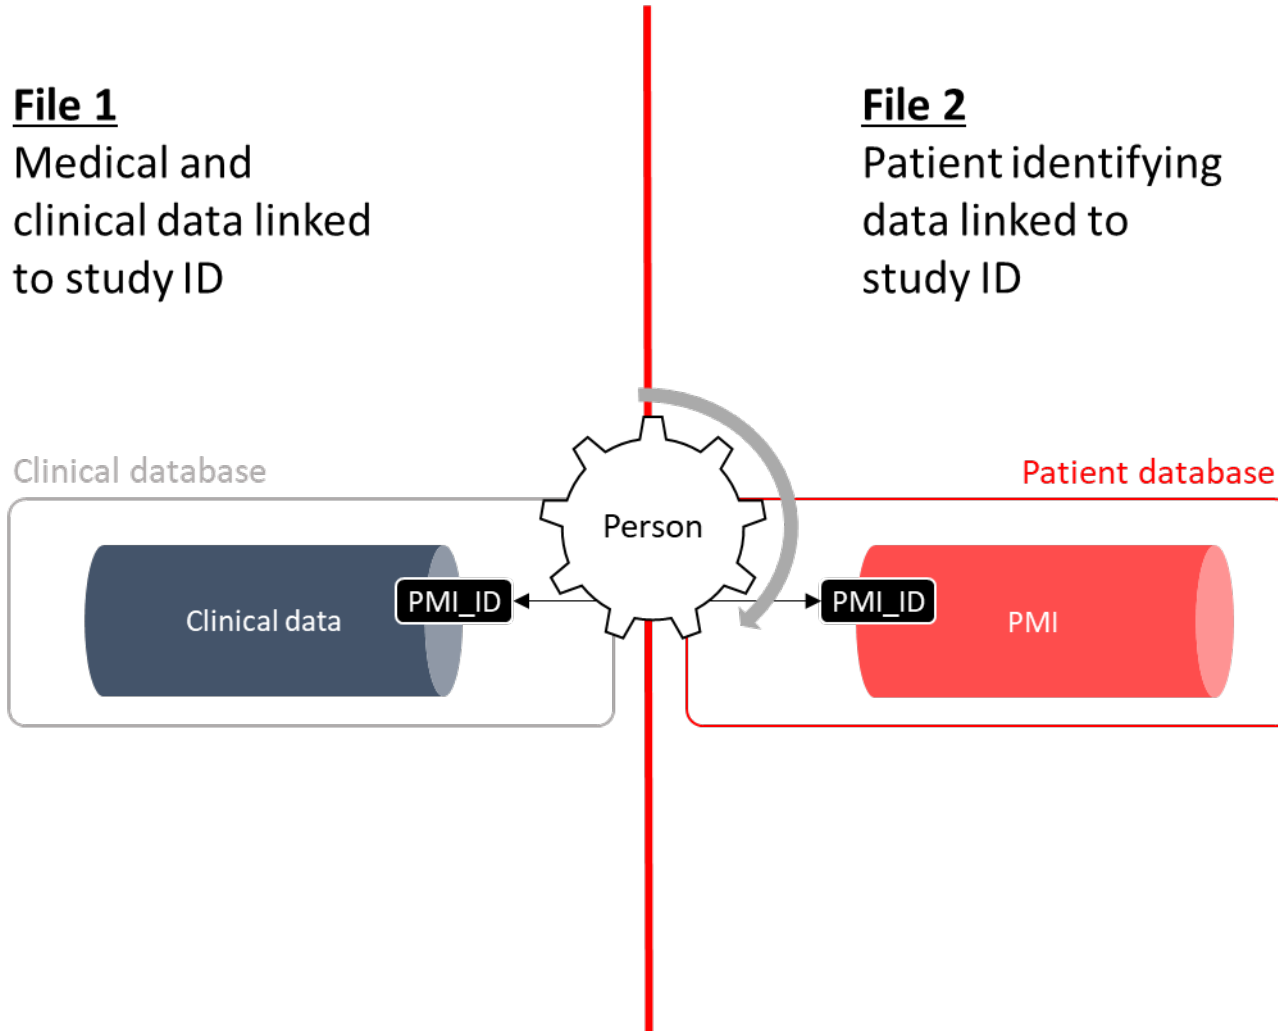 File 1
Medical and
clinical data linked
to study ID
File 2
Patient identifying
data linked to
study ID
Clinical database
Patient database
Person
Clinical data
PMI_ID
PMI_ID
PMI